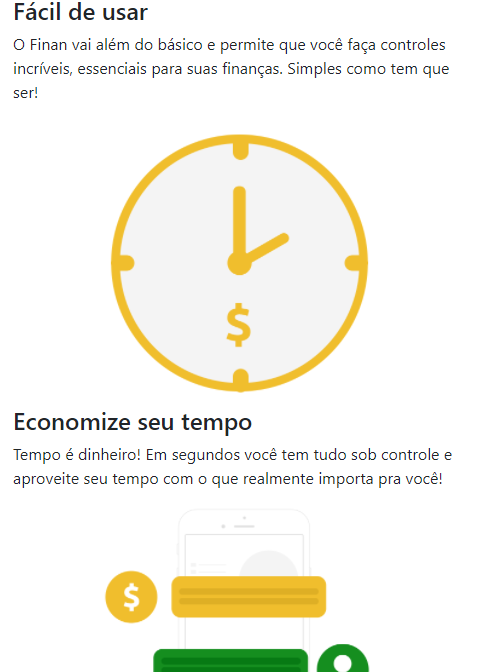 Fácil de usar
O Finan vai além do básico e permite que você faça controles
incríveis, essenciais para suas finanças. Simples como tem que
ser!
$
Economize seu tempo
Tempo é dinheiro! Em segundos você tem tudo sob controle e
aproveite seu tempo com o que realmente importa pra você!
$